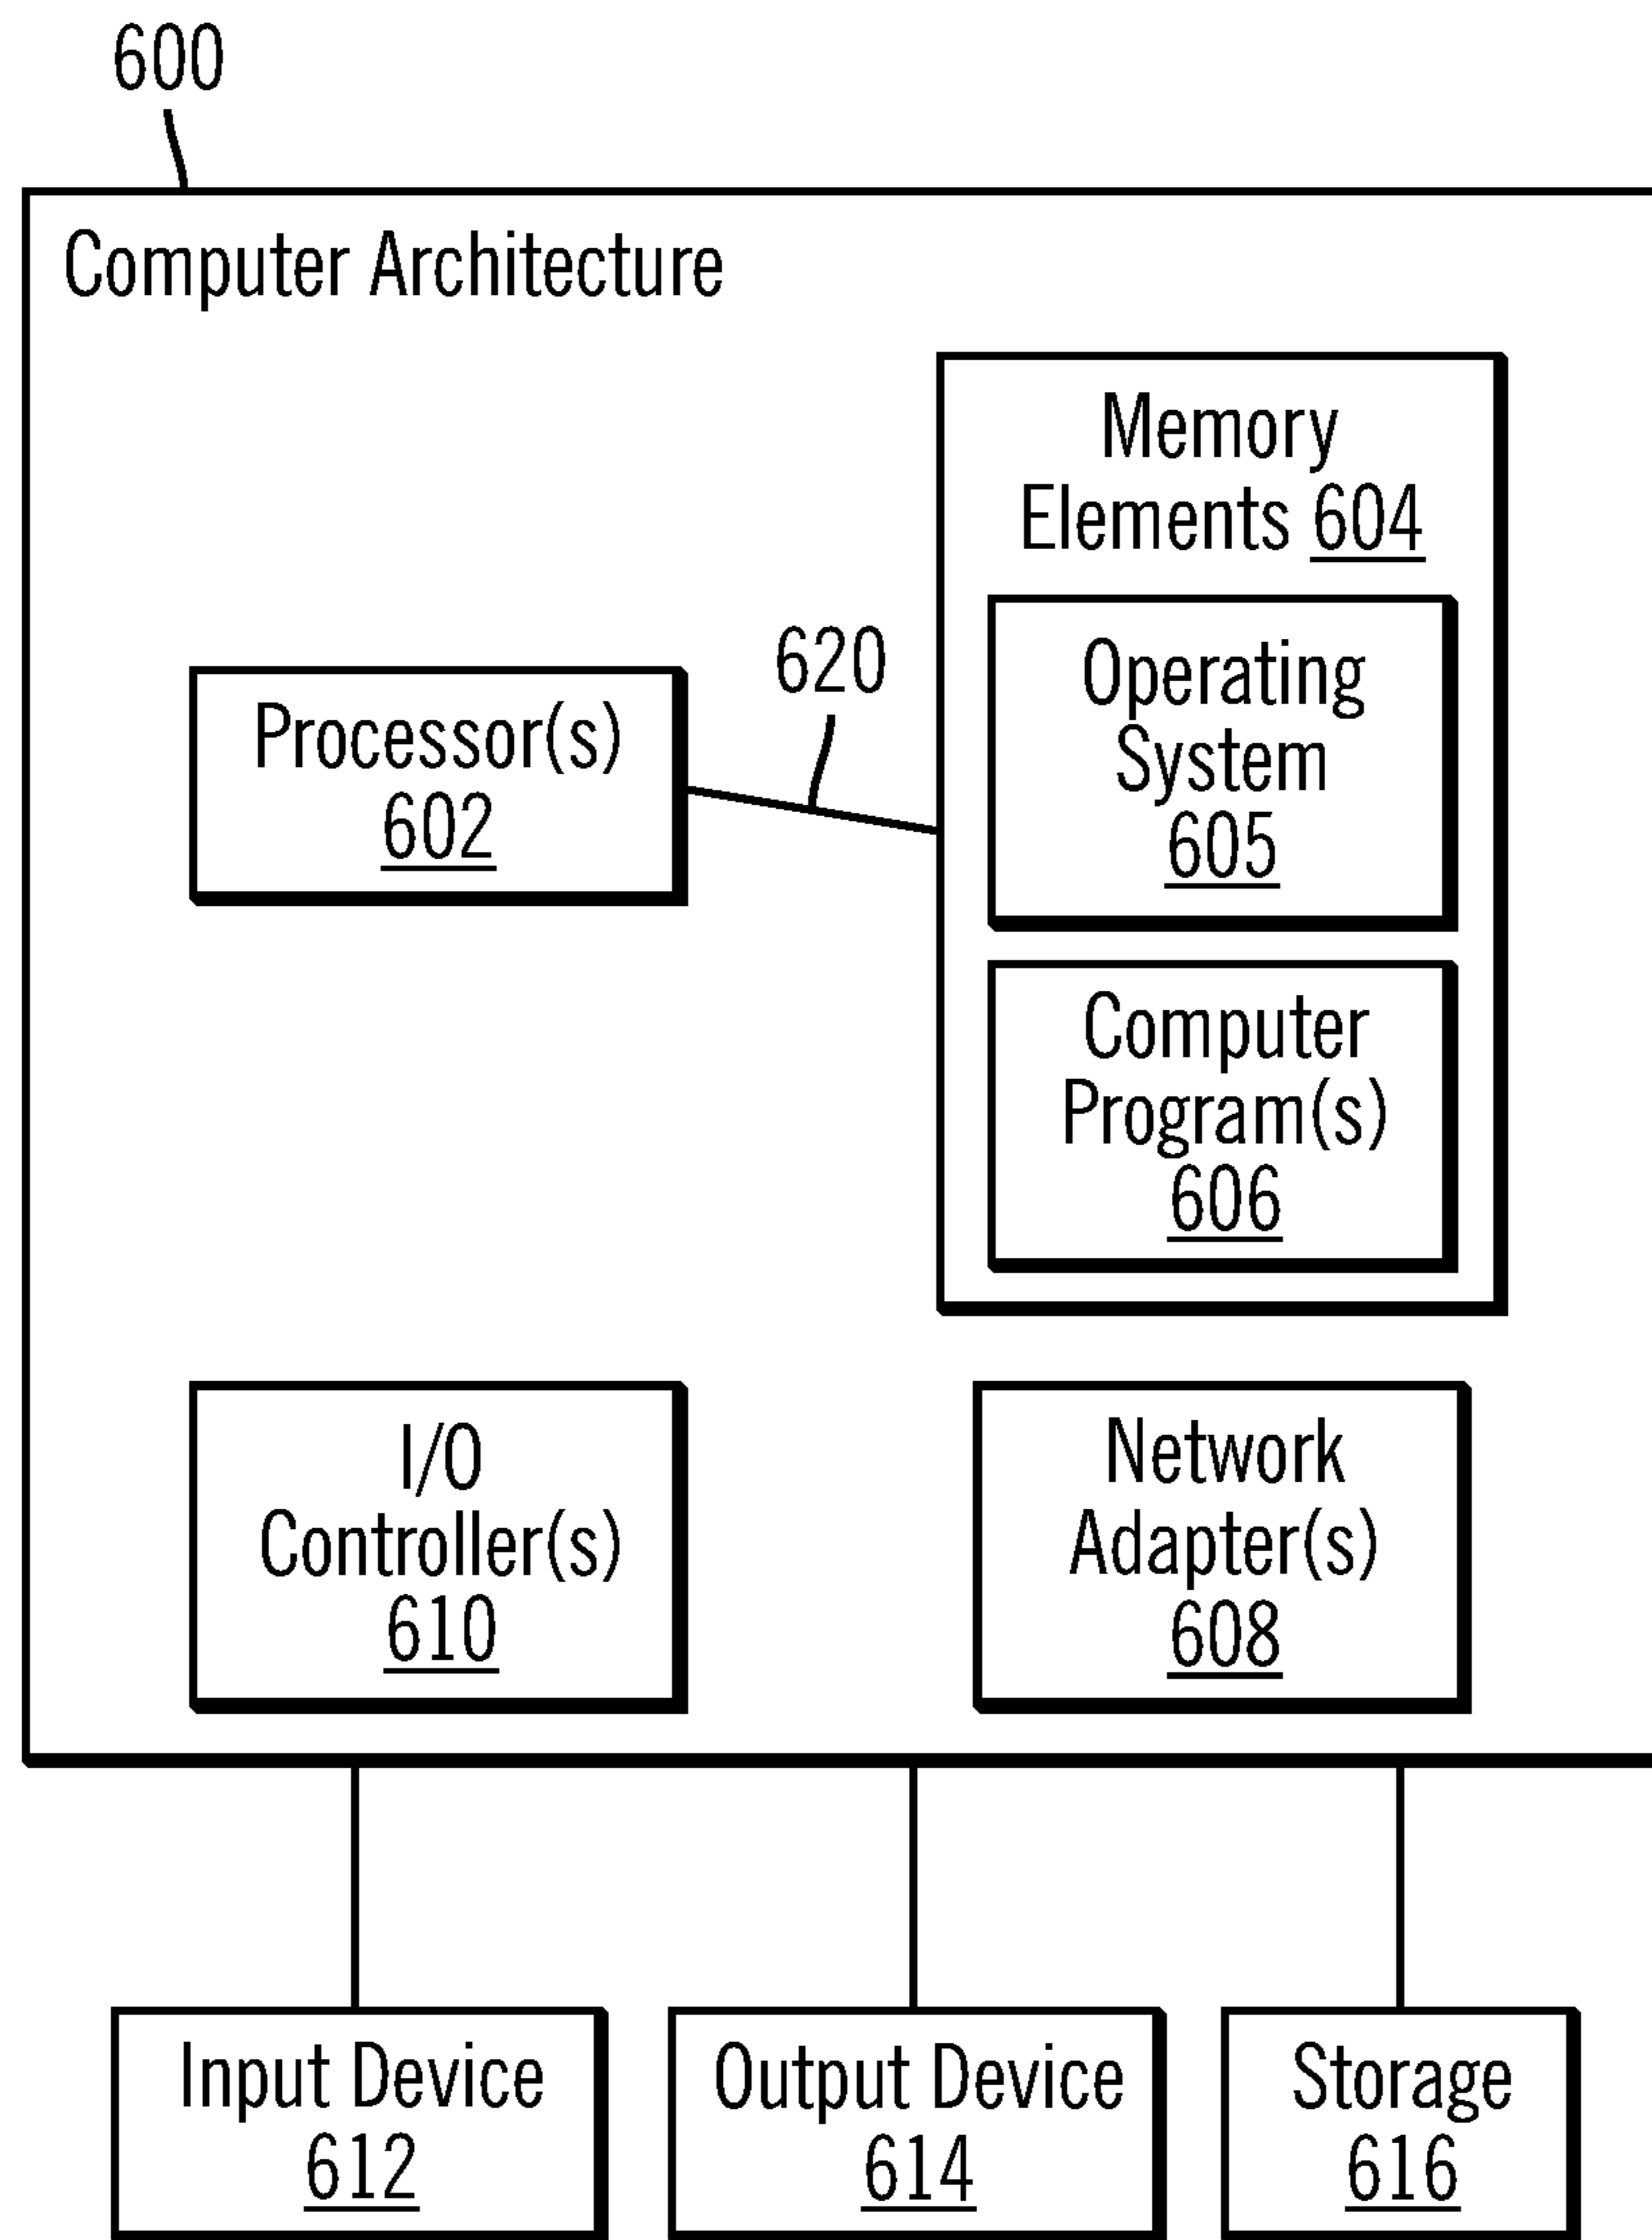 600
Computer Architecture
Memory
Elements 604
Operating
System
605
620
Processor(s)
602
Computer
Program(s)
606
I/O
Controller(s)
610
Network
Adapter(s)
608
Input Device
612
Output Device
614
Storage
616